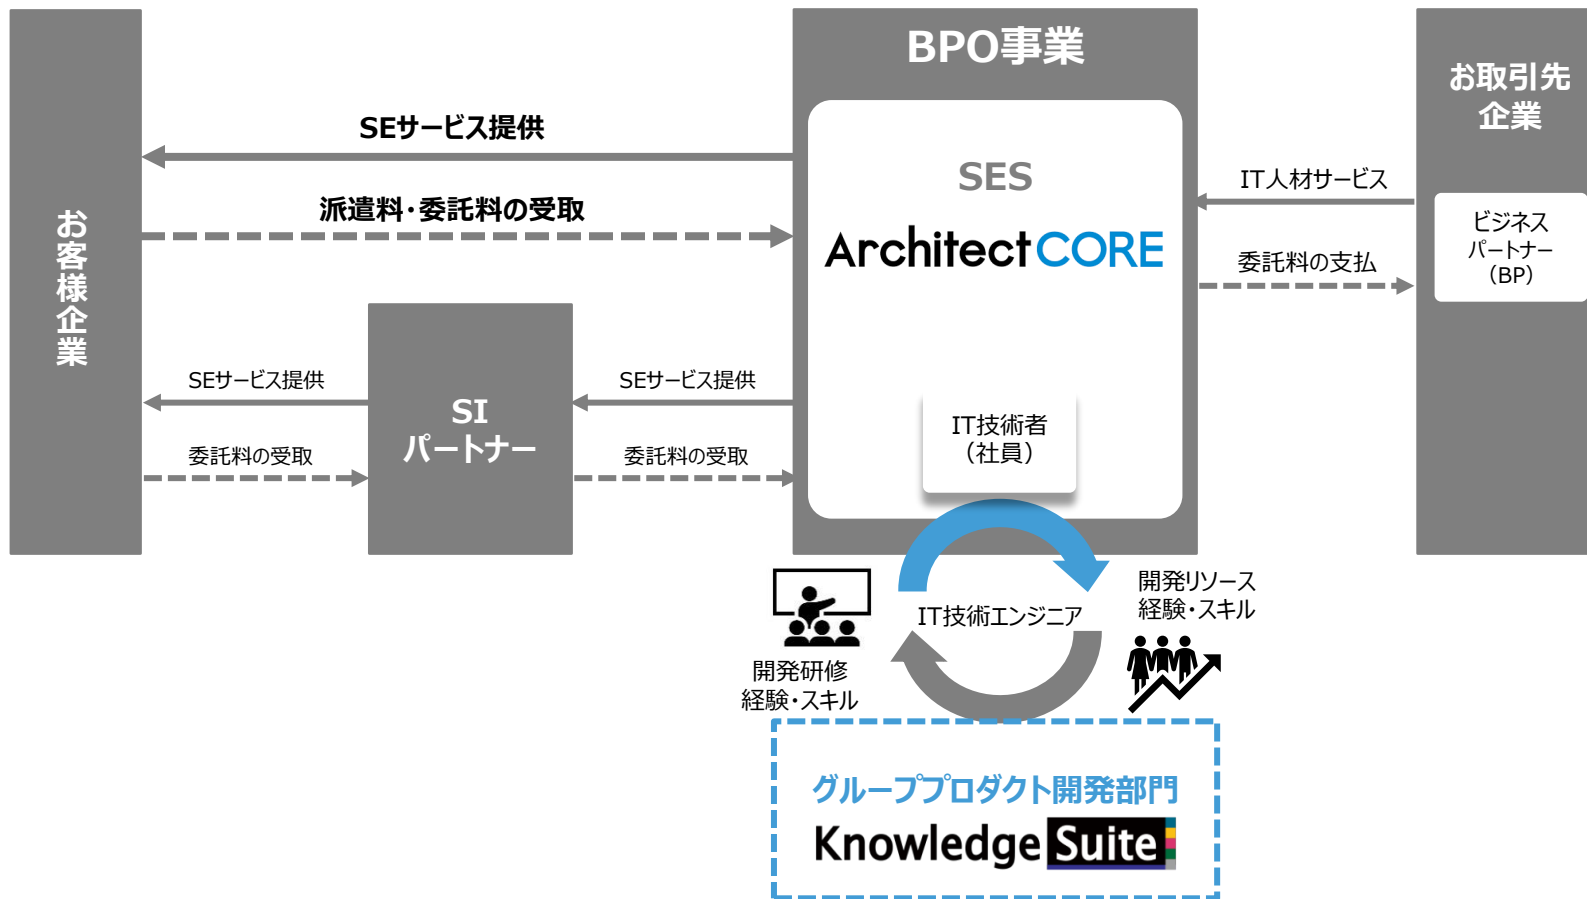 BPO事業
お取引先
企業
SEサービス提供
派遣料・委託料の受取
お客様企業
SES
ArchitectCORE
IT人材サービス
委託料の支払
ビジネス
パートナー
（BP）
SEサービス提供
委託料の受取
SI
パートナー
SEサービス提供
委託料の受取
IT技術者
（社員）
IT技術エンジニア
開発リソース
経験・スキル
開発研修
経験・スキル
グループプロダクト開発部門
Knowledge Suite